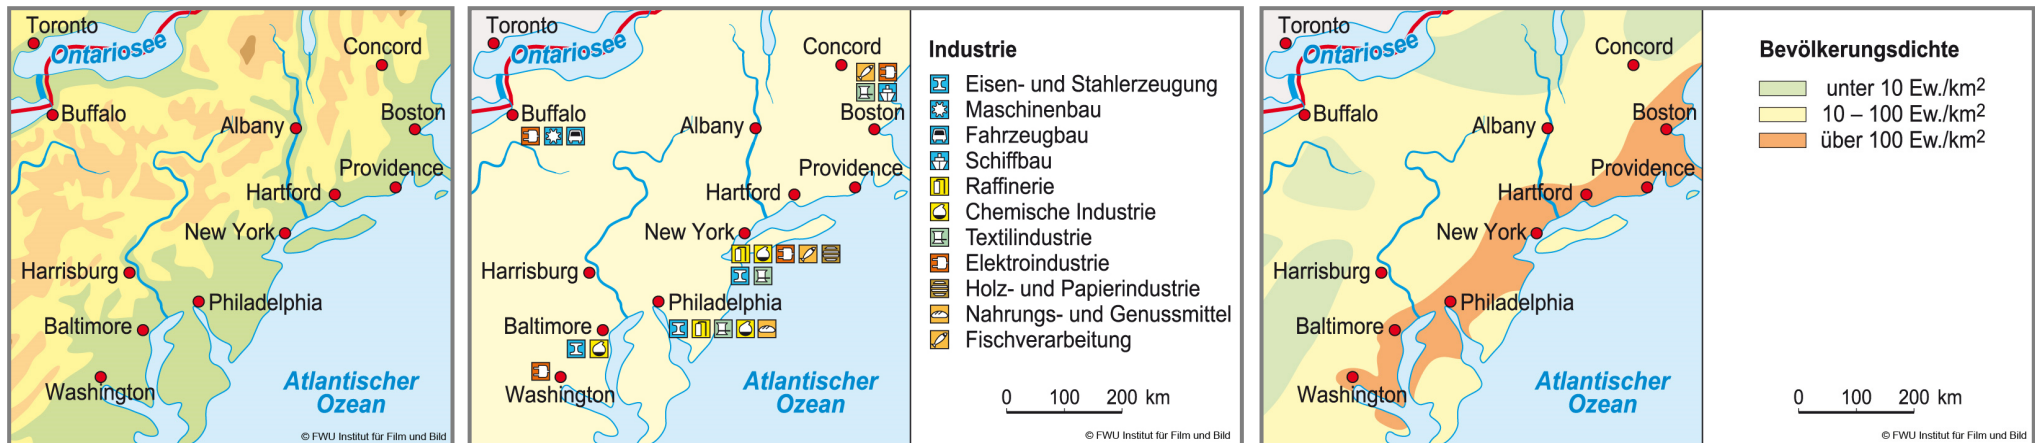 Toronto
Ontariosee
Concord
Buffalo
Albany
Boston
Providence
Hartford
New York
Harrisburg
Philadelphia
Baltimore
Washington
Atlantischer
Ozean
© FWU Institut für Film und Bild
Toronto
Ontariosee
Concord
Buffalo
Albany
Boston
Providence
Hartford
New York
Harrisburg
Philadelphia
Baltimore
Washington
Atlantischer
Ozean
Industrie
Eisen- und Stahlerzeugung
Maschinenbau
Fahrzeugbau
Schiffbau
Raffinerie
Chemische Industrie
Textilindustrie
Elektroindustrie
Holz- und Papierindustrie
Nahrungs- und Genussmittel
Fischverarbeitung
0 100 200 km
© FWU Institut für Film und Bild
Toronto
Ontariosee
Concord
Buffalo
Albany
Boston
Providence
Hartford
New York
Harrisburg
Philadelphia
Baltimore
Washington
Atlantischer
Ozean
Bevölkerungsdichte
unter 10 Ew./km²
10 – 100 Ew./km²
über 100 Ew./km²
0 100 200 km
© FWU Institut für Film und Bild